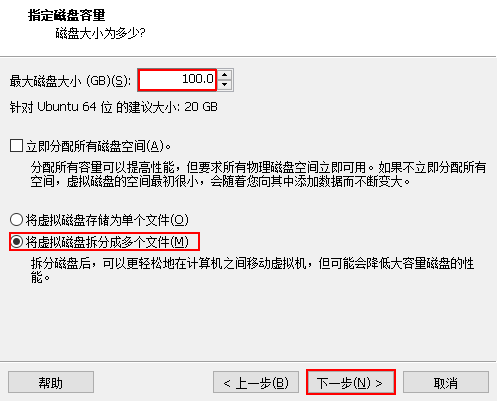 指定磁盘容量
磁盘大小为多少?
最大磁盘大小 (GB)(S): 100.0
针对 Ubuntu 64 位 的建议大小: 20 GB
立即分配所有磁盘空间(A)。
分配所有容量可以提高性能，但要求所有物理磁盘空间立即可用。如果不立即分配所有
空间，虚拟磁盘的空间最初很小，会随着您向其中添加数据而不断变大。
将虚拟磁盘存储为单个文件(O)
将虚拟磁盘拆分成多个文件(M)
拆分磁盘后，可以更轻松地在计算机之间移动虚拟机，但可能会降低大容量磁盘的性
能。
帮助 < 上一步(B) 下一步(N) > 取消